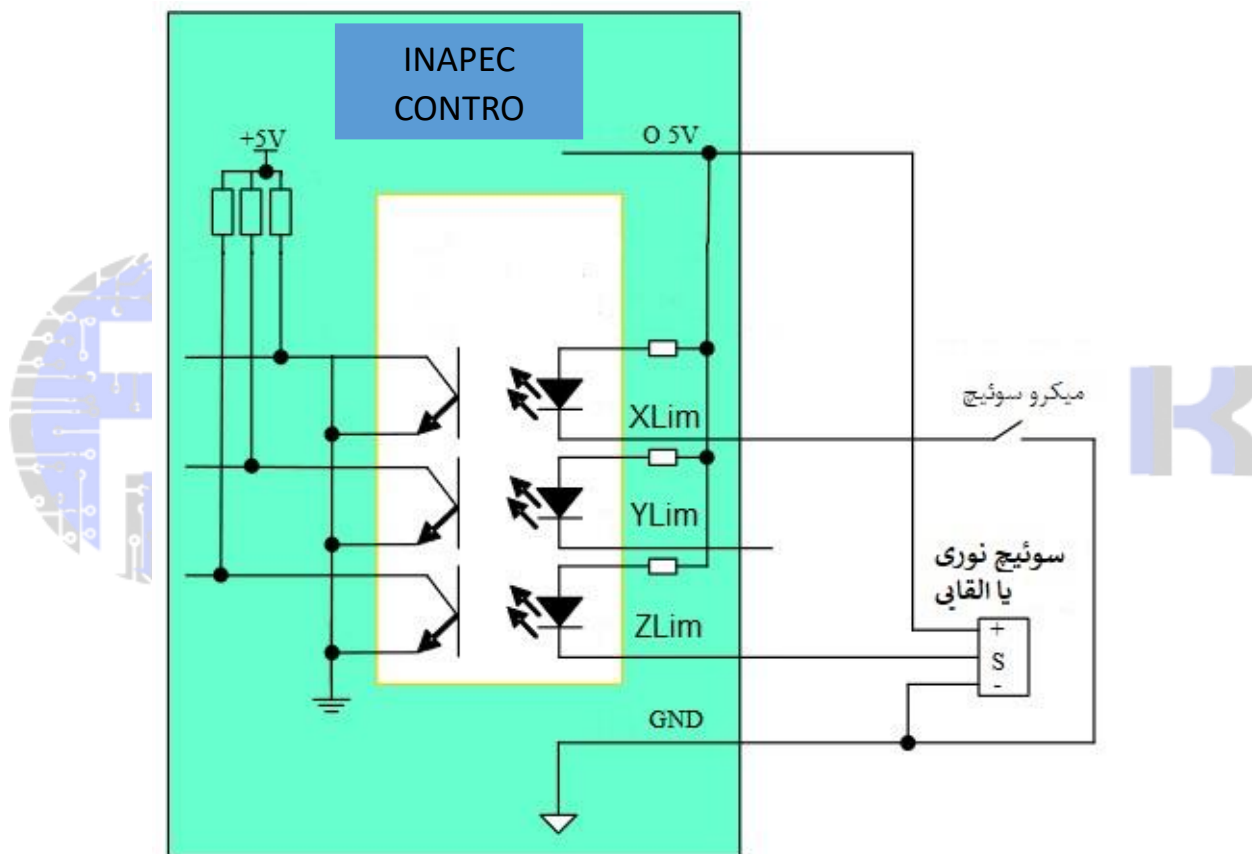 INAPEC
CONTRO
+5V
O 5V
XLim
میکرو سوئیچ
YLim
سوئیچ نوری
یا القایی
ZLim
+
S
-
GND
K